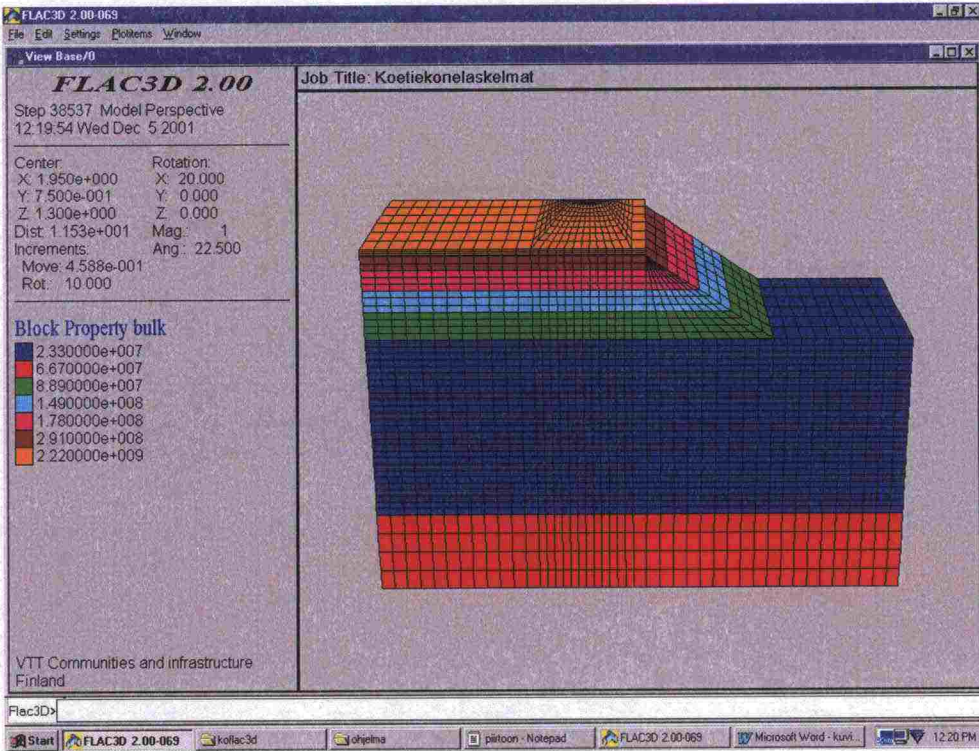 FLAC3D 2.00-069
File Edit Settings Plotitems Window
View Base/0
FLAC3D 2.00
Step 38537 Model Perspective
12:19:54 Wed Dec 5 2001
Center: Rotation:
X: 1.950e+000 X: 20.000
Y: 7.500e-001 Y: 0.000
Z: 1.300e+000 Z: 0.000
Dist: 1.153e+001 Mag.: 1
Increments: Ang.: 22.500
Move: 4.588e-001
Rot.: 10.000
Block Property bulk
2.330000e+007
6.670000e+007
8.890000e+007
1.490000e+008
1.780000e+008
2.910000e+008
2.220000e+009
VTT Communities and infrastructure
Finland
Job Title: Koetiekonelaskelmat
Flac3D>
Start FLAC3D 2.00-069 koflac3d ohjelma piirtoon - Notepad FLAC3D 2.00-069 Microsoft Word - kuvi... 12:20 PM